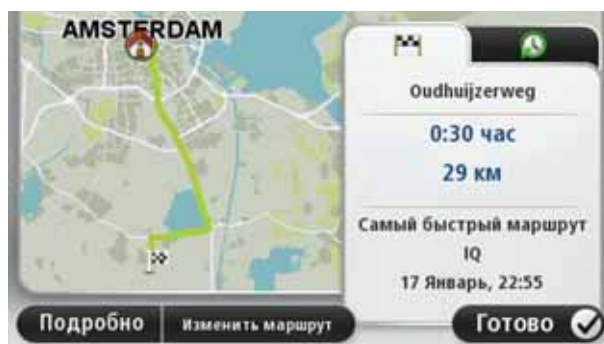 AMSTERDAM
Oudhuijzerweg
0:30 час
29 км
Самый быстрый маршрут
IQ
17 Январь, 22:55
Подробно
Изменить маршрут
Готово